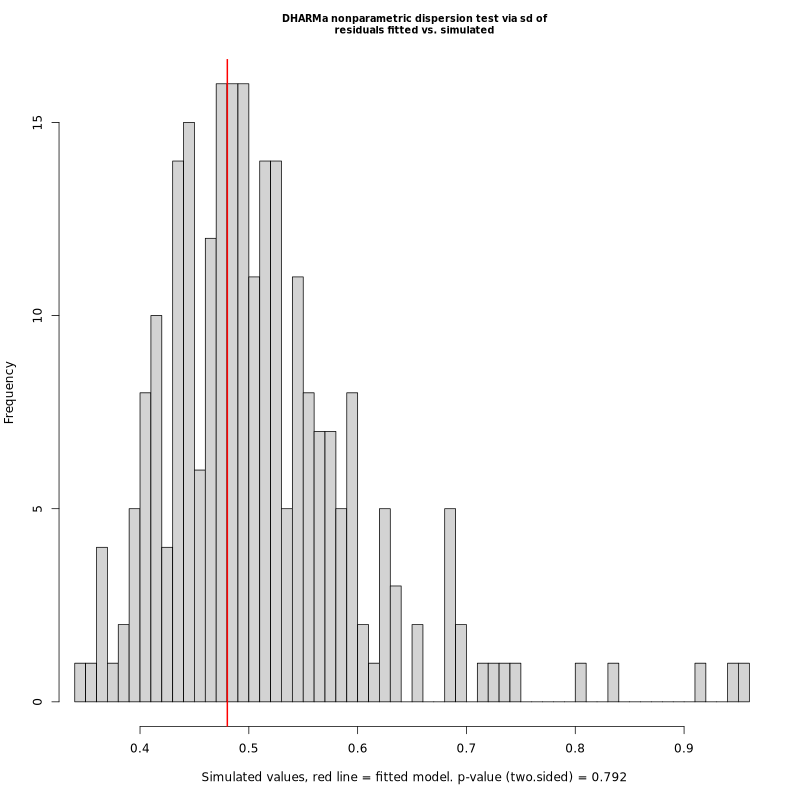 DHARMa nonparametric dispersion test via sd of
residuals fitted vs. simulated
Frequency
15
10
5
0
0.4 0.5 0.6 0.7 0.8 0.9
Simulated values, red line = fitted model. p-value (two.sided) = 0.792